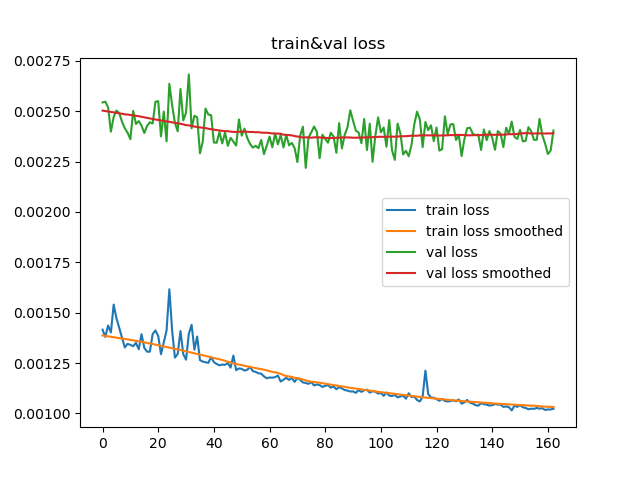 train&val loss
0.00275
0.00250
0.00225
0.00200
0.00175
0.00150
0.00125
0.00100
train loss
train loss smoothed
val loss
val loss smoothed
0 20 40 60 80 100 120 140 160